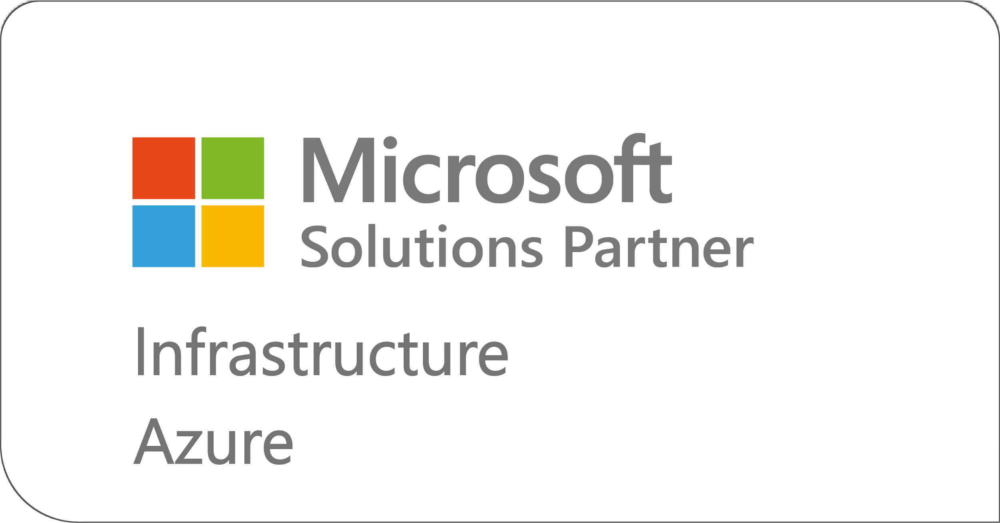 Microsoft
Solutions Partner
Infrastructure
Azure